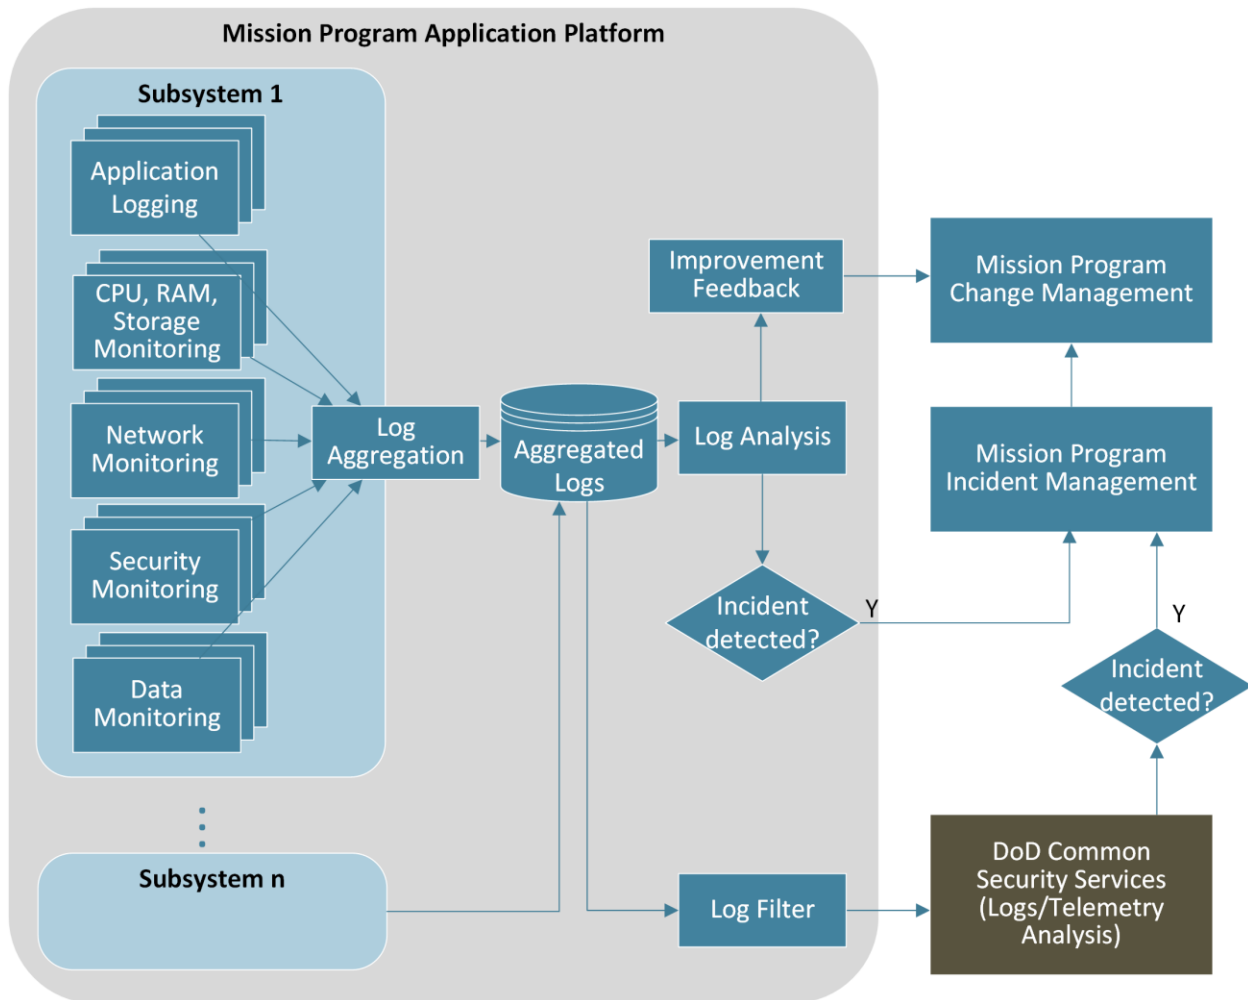 Mission Program Application Platform
Subsystem 1
Application
Logging
CPU, RAM,
Storage
Monitoring
Network
Monitoring
Security
Monitoring
Data
Monitoring
Subsystem n
Log
Aggregation
Aggregated
Logs
Log Analysis
Improvement
Feedback
Incident
detected?
Y
Log Filter
Mission Program
Change Management
Mission Program
Incident Management
Y
Incident
detected?
DoD Common
Security Services
(Logs/Telemetry
Analysis)